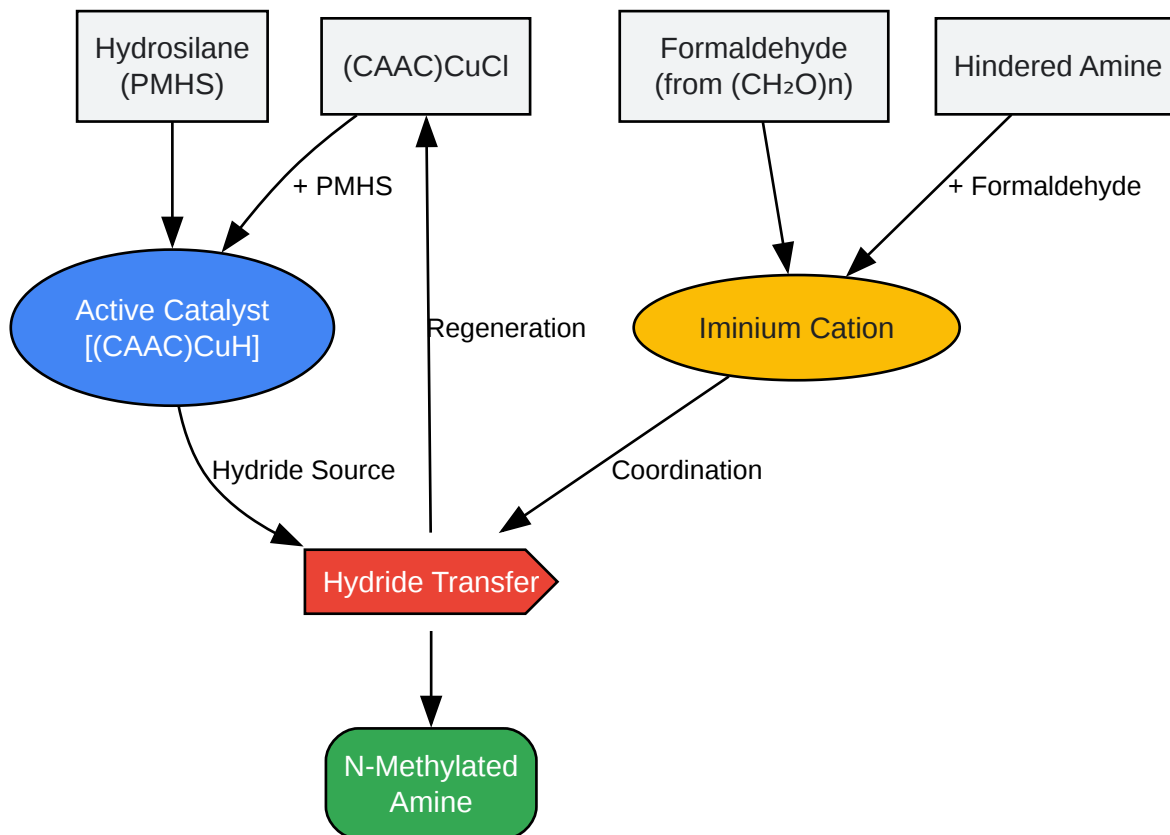 Hydrosilane
(PMHS)
(CAAC)CuCl
Formaldehyde
(from (CH₂O)n)
Hindered Amine
+ PMHS
+ Formaldehyde
Active Catalyst
[(CAAC)CuH]
Regeneration
Iminium Cation
Hydride Source
Coordination
Hydride Transfer
N-Methylated
Amine